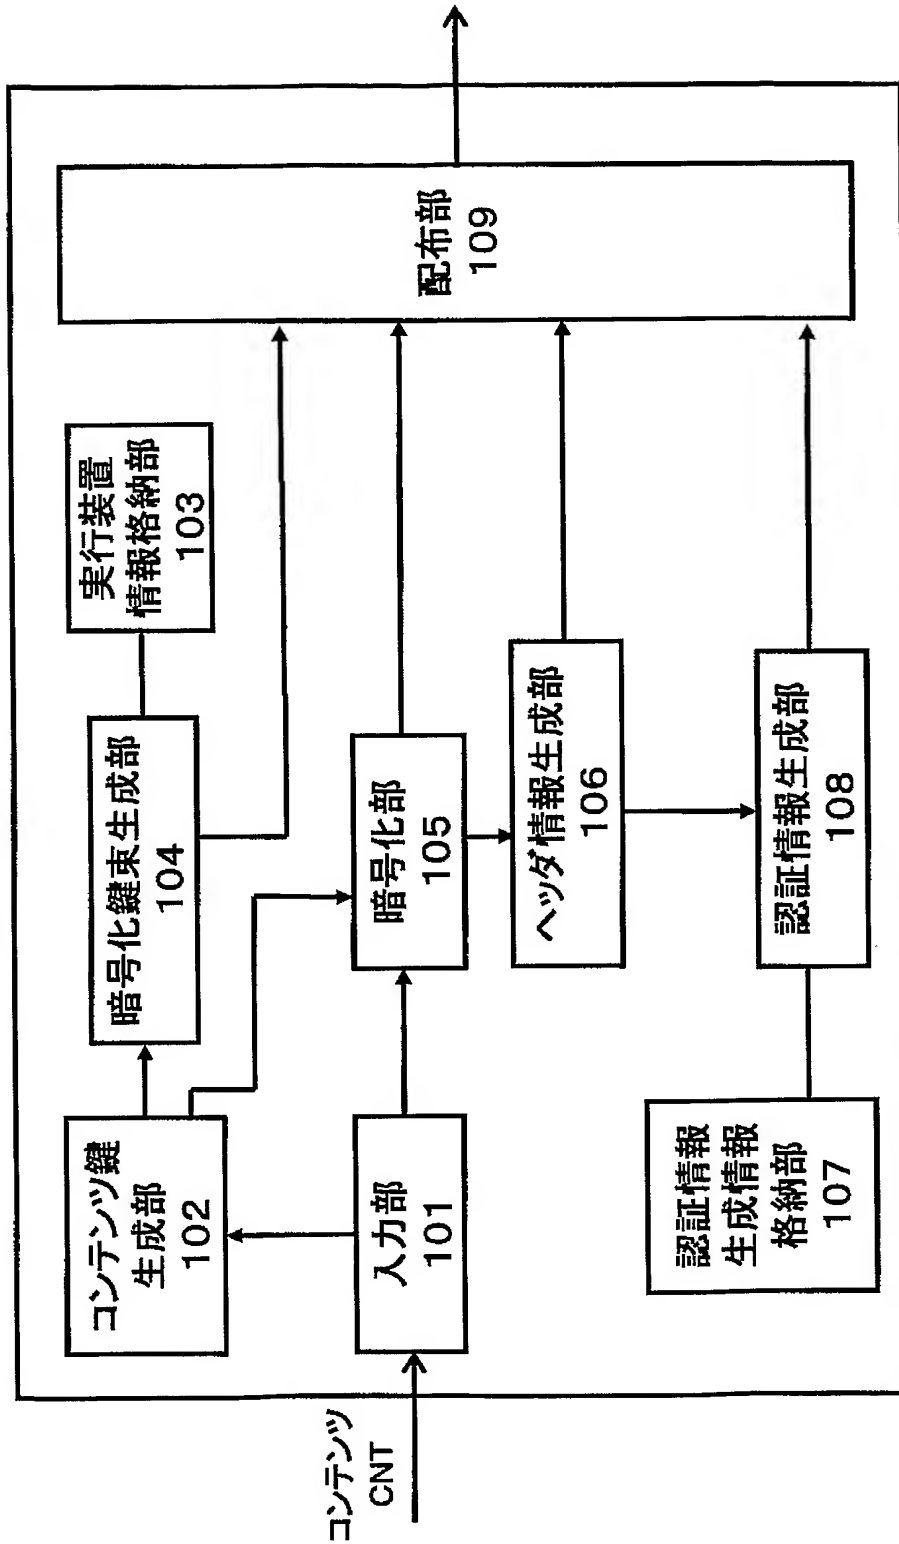 コンテンツ
CNT
入力部
101
コンテンツ鍵
生成部
102
実行装置
情報格納部
103
暗号化鍵束生成部
104
暗号化部
105
ヘッダ情報生成部
106
認証情報
生成情報
格納部
107
認証情報生成部
108
配布部
109